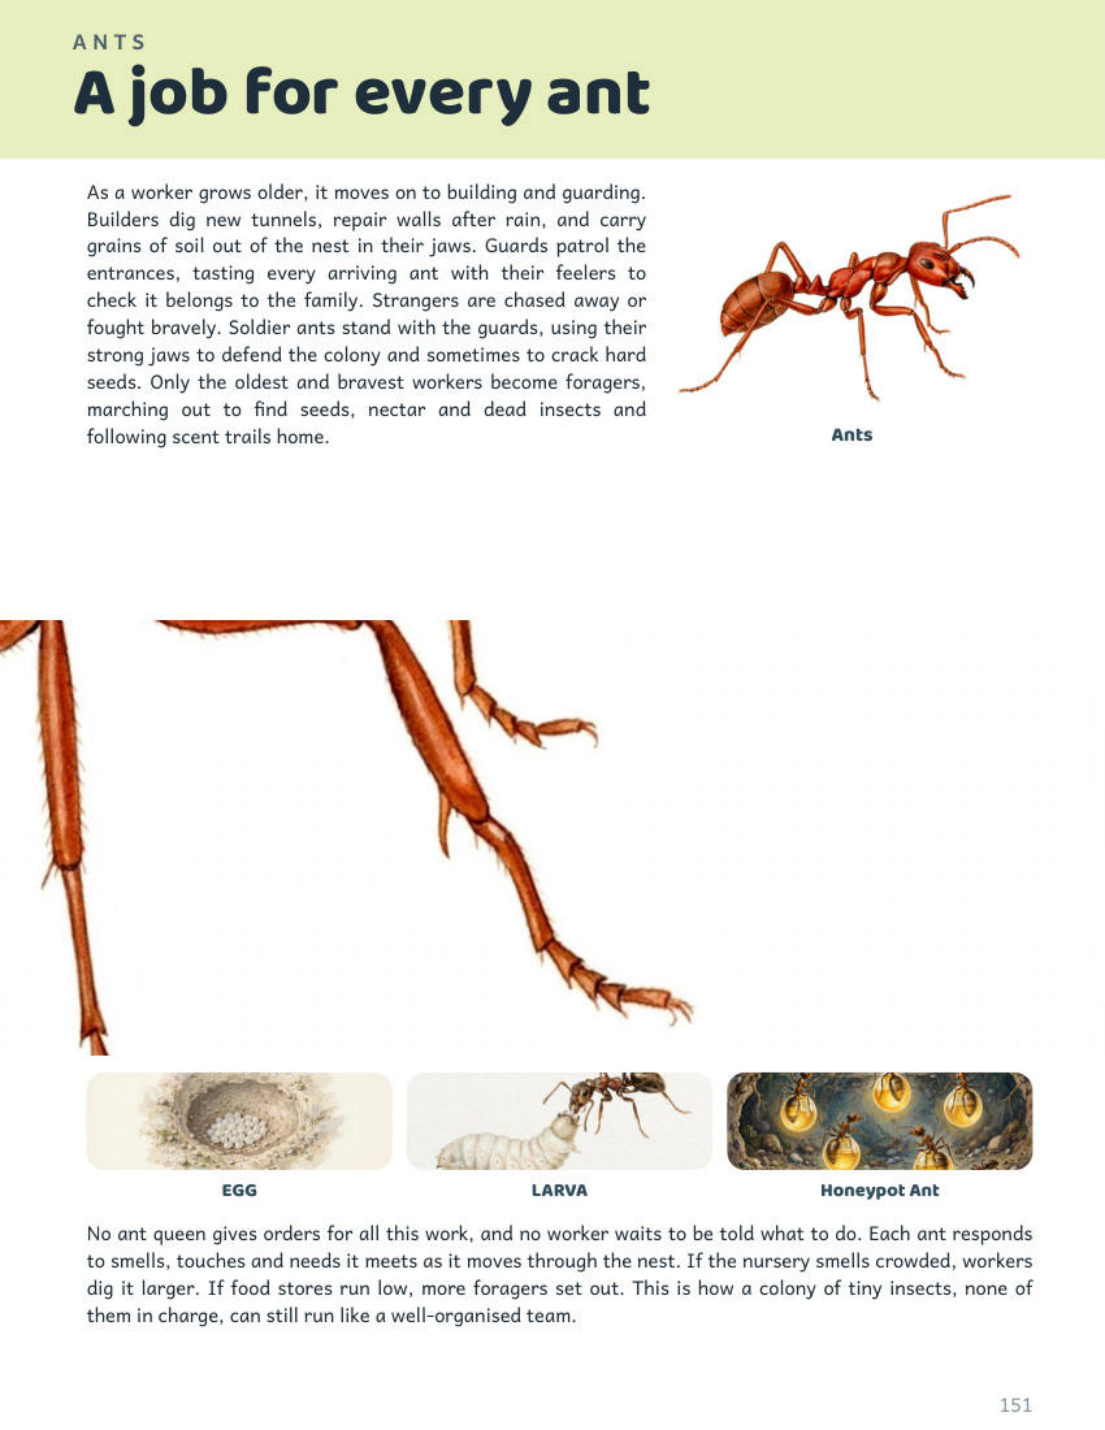 ANTS
A job for every ant
As a worker grows older, it moves on to building and guarding.
Builders dig new tunnels, repair walls after rain, and carry
grains of soil out of the nest in their jaws. Guards patrol the
entrances, tasting every arriving ant with their feelers to
check it belongs to the family. Strangers are chased away or
fought bravely. Soldier ants stand with the guards, using their
strong jaws to defend the colony and sometimes to crack hard
seeds. Only the oldest and bravest workers become foragers,
marching out to find seeds, nectar and dead insects and
following scent trails home.
Ants
EGG
LARVA
Honeypot Ant
No ant queen gives orders for all this work, and no worker waits to be told what to do. Each ant responds
to smells, touches and needs it meets as it moves through the nest. If the nursery smells crowded, workers
dig it larger. If food stores run low, more foragers set out. This is how a colony of tiny insects, none of
them in charge, can still run like a well-organised team.
151